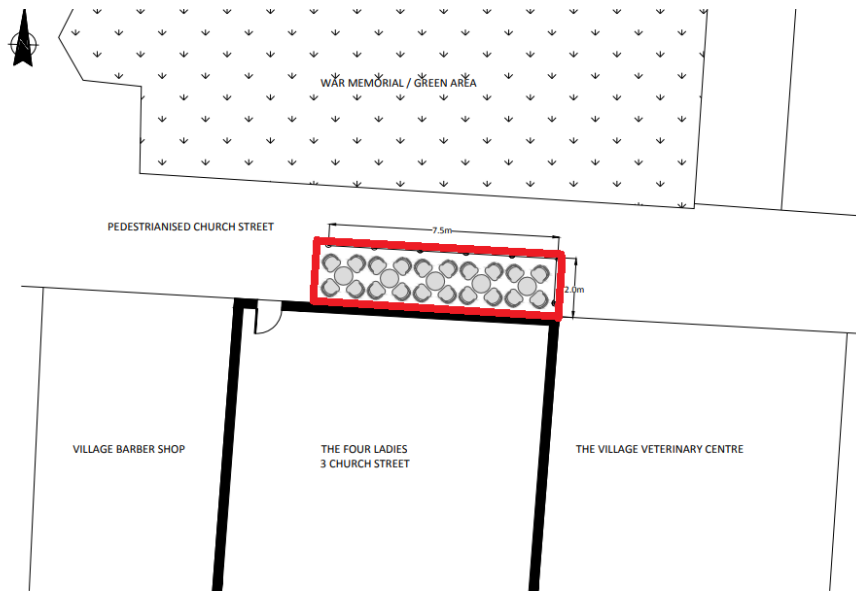 WAR MEMORIAL / GREEN AREA
PEDESTRIANISED CHURCH STREET
7.5m
2.0m
VILLAGE BARBER SHOP
THE FOUR LADIES
3 CHURCH STREET
THE VILLAGE VETERINARY CENTRE